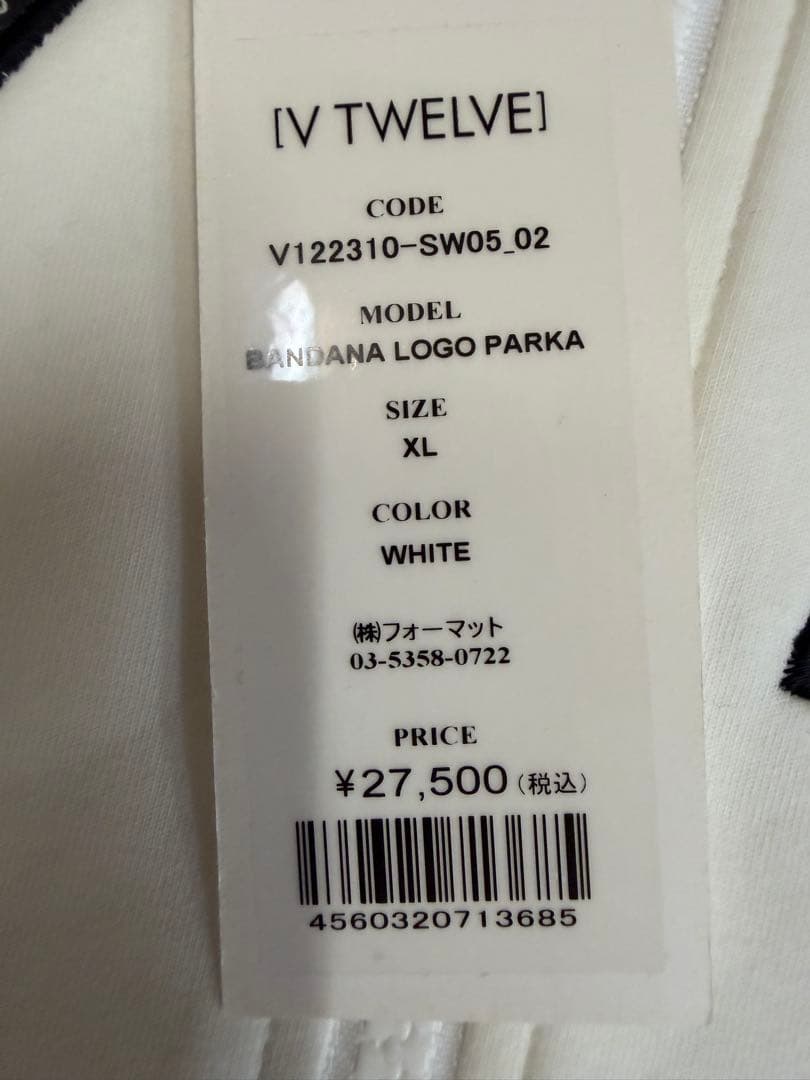 [V TWELVE]
CODE
V122310-SW05_02
MODEL
BANDANA LOGO PARKA
SIZE
XL
COLOR
WHITE
㈱フォーマット
03-5358-0722
PRICE
¥27,500(税込)
4560320713685